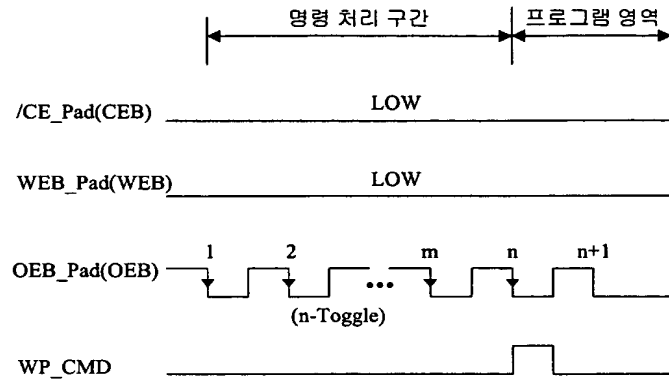 명령 처리 구간
프로그램 영역
/CE_Pad(CEB)
LOW
WEB_Pad(WEB)
LOW
1
2
m
n
n+1
OEB_Pad(OEB)
•••
(n-Toggle)
WP_CMD